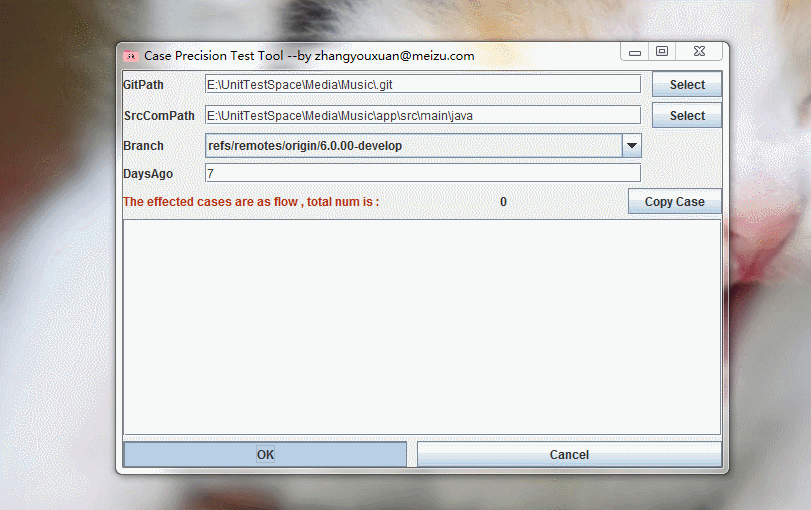 Case Precision Test Tool --by zhangyouxuan@meizu.com
GitPath E:\UnitTestSpace\Media\Music\.git Select
SrcComPath E:\UnitTestSpace\Media\Music\app\src\main\java Select
Branch refs/remotes/origin/6.0.00-develop
DaysAgo 7
The effected cases are as flow , total num is : 0 Copy Case
OK Cancel